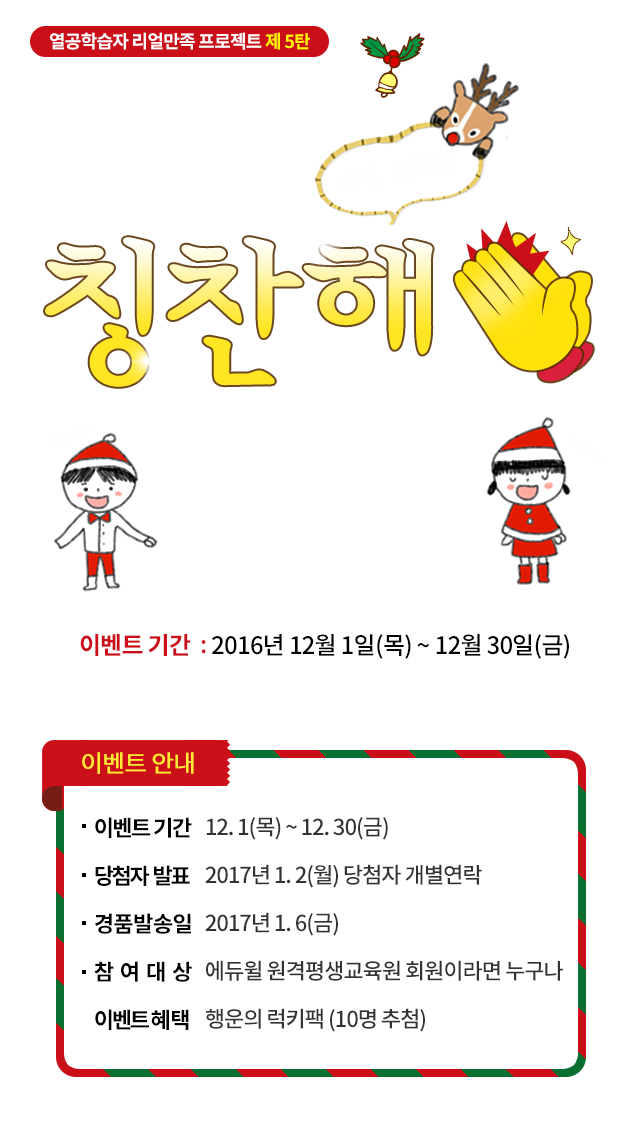 열공학습자 리얼만족 프로젝트 제 5탄
칭찬해
이벤트 기간 : 2016년 12월 1일(목) ~ 12월 30일(금)
이벤트 안내
· 이벤트 기간 12. 1(목) ~ 12. 30(금)
· 당첨자 발표 2017년 1. 2(월) 당첨자 개별연락
· 경품발송일 2017년 1. 6(금)
· 참 여 대 상 에듀윌 원격평생교육원 회원이라면 누구나
이벤트혜택 행운의 럭키팩 (10명 추첨)